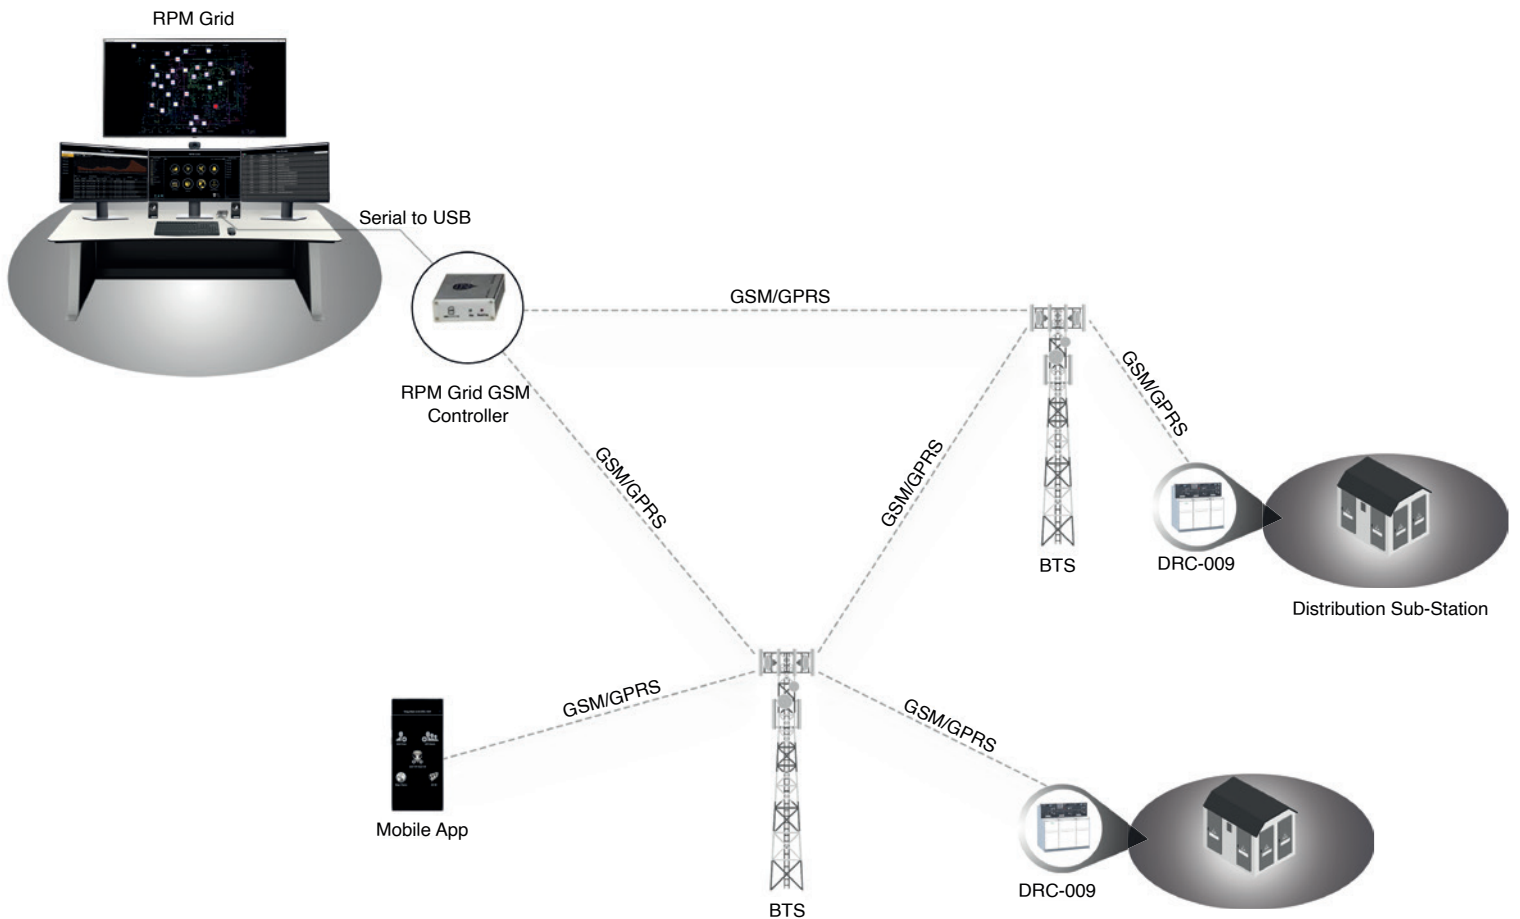 RPM Grid
Serial to USB
GSM/GPRS
RPM Grid GSM
Controller
GSM/GPRS
GSM/GPRS
GSM/GPRS
BTS
DRC-009
Distribution Sub-Station
GSM/GPRS
GSM/GPRS
Mobile App
DRC-009
BTS